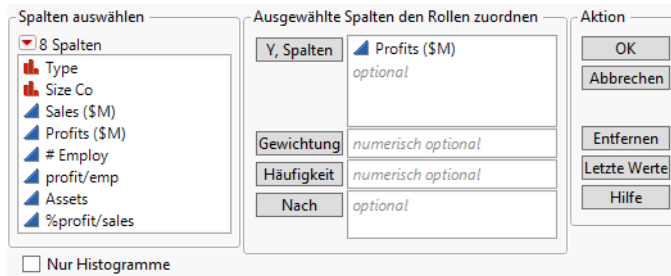 Spalten auswählen
8 Spalten
Type
Size Co
Sales ($M)
Profits ($M)
# Employ
profit/emp
Assets
%profit/sales
Nur Histogramme
Ausgewählte Spalten den Rollen zuordnen
Y, Spalten
Profits ($M)
optional
Gewichtung
numerisch optional
Häufigkeit
numerisch optional
Nach
optional
Aktion
OK
Abbrechen
Entfernen
Letzte Werte
Hilfe